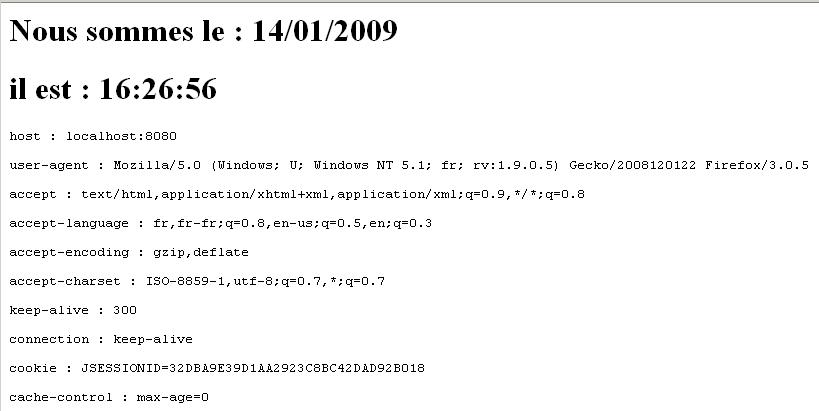 Nous sommes le : 14/01/2009
il est : 16:26:56
host : localhost:8080
user-agent : Mozilla/5.0 (Windows; U; Windows NT 5.1; fr; rv:1.9.0.5) Gecko/2008120122 Firefox/3.0.5
accept : text/html,application/xhtml+xml,application/xml;q=0.9,*/*;q=0.8
accept-language : fr,fr-fr;q=0.8,en-us;q=0.5,en;q=0.3
accept-encoding : gzip,deflate
accept-charset : ISO-8859-1,utf-8;q=0.7,*;q=0.7
keep-alive : 300
connection : keep-alive
cookie : JSESSIONID=32DBA9E39D1AA2923C8BC42DAD92B018
cache-control : max-age=0